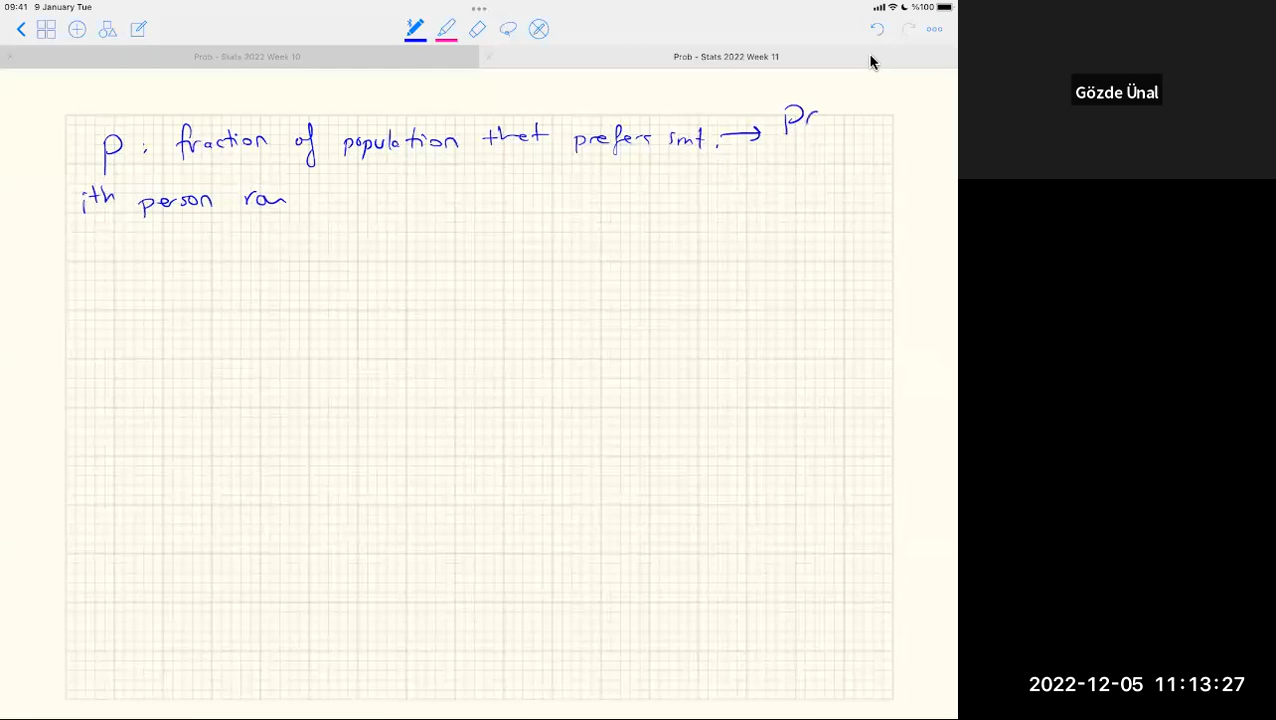 09:41 9 January Tue
%100
Prob - Stats 2022 Week 10
Prob - Stats 2022 Week 11
Gözde Ünal
p : fraction of population that prefers smt. → Pr
ith person ran
2022-12-05 11:13:27